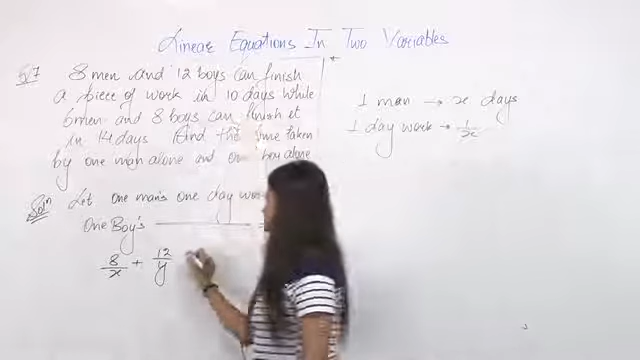 Linear Equations In Two Variables
Q7 8 men and 12 boys can finish
a piece of work in 10 days while
6 men and 8 boys can finish it
in 14 days. And the time taken
by one man alone and one boy alone
1 man → x days
1 day work → 1/x
Soln Let one man's one day wor
One Boy's =
8/x + 12/y